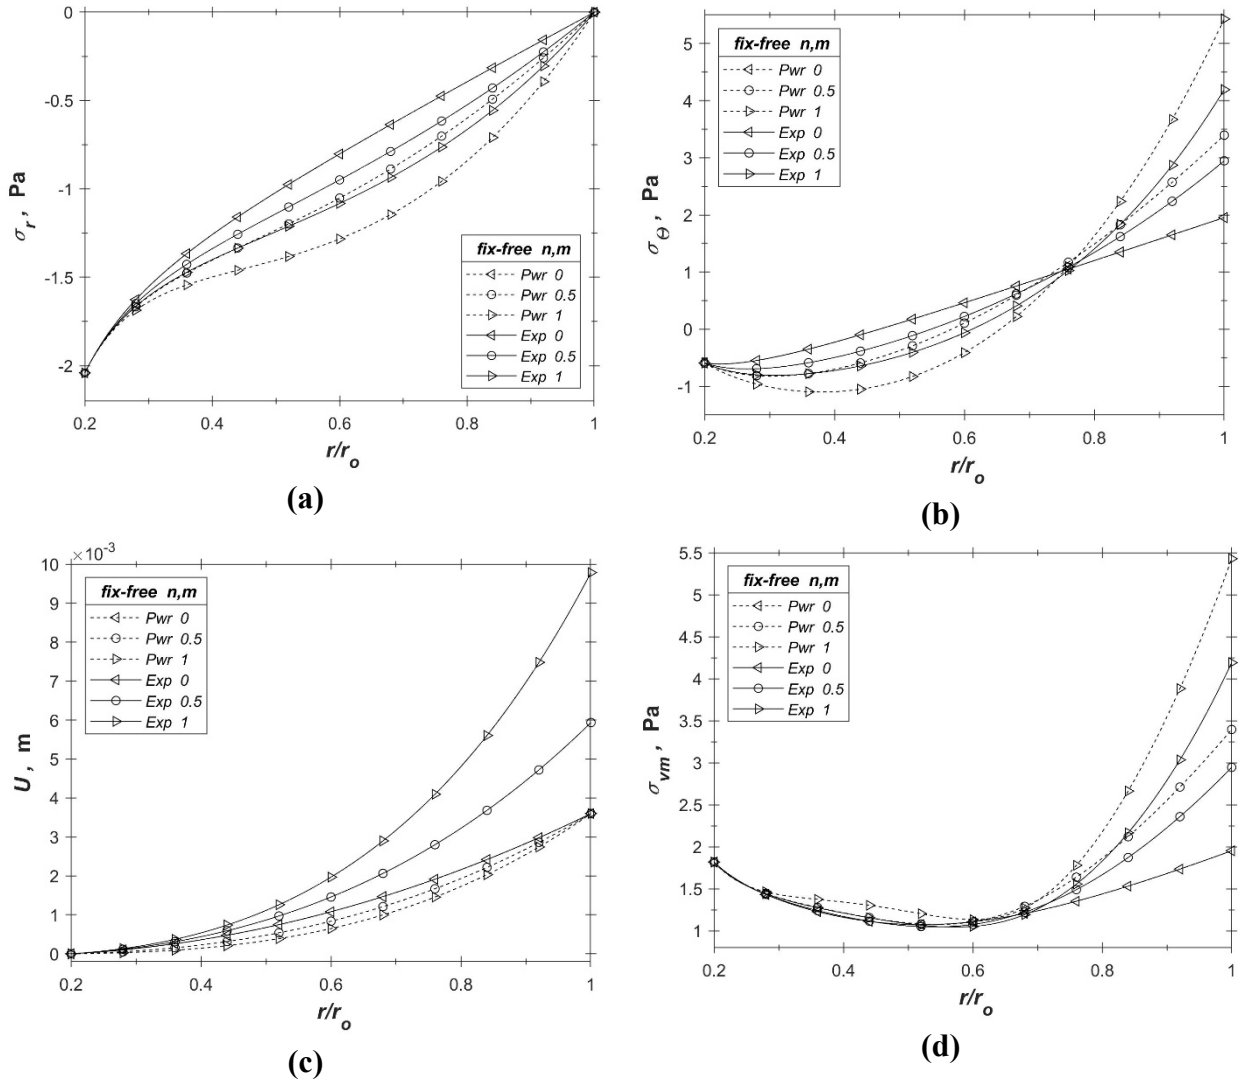 0
-0.5
-1
-1.5
-2
σr, Pa
fix-free n,m
Pwr 0
Pwr 0.5
Pwr 1
Exp 0
Exp 0.5
Exp 1
0.2
0.4
0.6
0.8
1
r/ro
(a)
5
4
3
2
1
0
-1
σΘ, Pa
fix-free n,m
Pwr 0
Pwr 0.5
Pwr 1
Exp 0
Exp 0.5
Exp 1
0.2
0.4
0.6
0.8
1
r/ro
(b)
×10-3
10
9
8
7
6
5
4
3
2
1
0
U, m
fix-free n,m
Pwr 0
Pwr 0.5
Pwr 1
Exp 0
Exp 0.5
Exp 1
0.2
0.4
0.6
0.8
1
r/ro
(c)
5.5
5
4.5
4
3.5
3
2.5
2
1.5
1
σvm, Pa
fix-free n,m
Pwr 0
Pwr 0.5
Pwr 1
Exp 0
Exp 0.5
Exp 1
0.2
0.4
0.6
0.8
1
r/ro
(d)